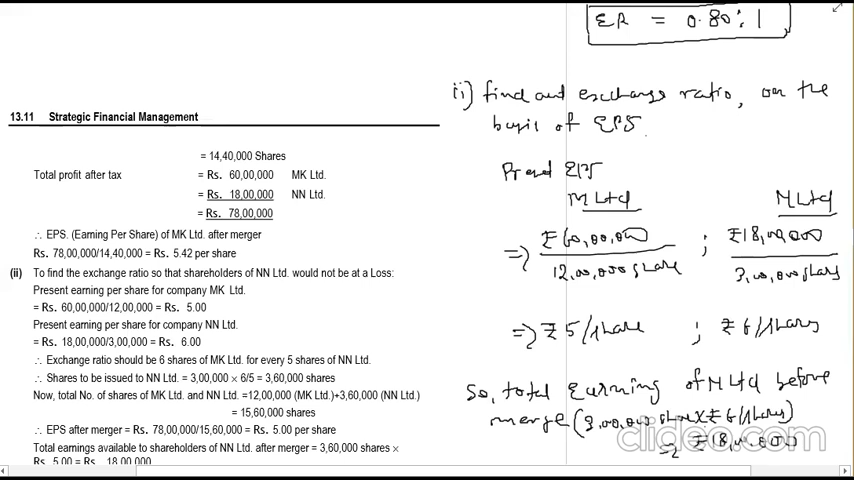 13.11 Strategic Financial Management
= 14,40,000 Shares
Total profit after tax = Rs. 60,00,000 MK Ltd.
= Rs. 18,00,000 NN Ltd.
= Rs. 78,00,000
∴ EPS. (Earning Per Share) of MK Ltd. after merger
Rs. 78,00,000/14,40,000 = Rs. 5.42 per share
(ii) To find the exchange ratio so that shareholders of NN Ltd. would not be at a Loss:
Present earning per share for company MK Ltd.
= Rs. 60,00,000/12,00,000 = Rs. 5.00
Present earning per share for company NN Ltd.
= Rs. 18,00,000/3,00,000 = Rs. 6.00
∴ Exchange ratio should be 6 shares of MK Ltd. for every 5 shares of NN Ltd.
∴ Shares to be issued to NN Ltd. = 3,00,000 × 6/5 = 3,60,000 shares
Now, total No. of shares of MK Ltd. and NN Ltd. =12,00,000 (MK Ltd.)+3,60,000 (NN Ltd.)
= 15,60,000 shares
∴ EPS after merger = Rs. 78,00,000/15,60,000 = Rs. 5.00 per share
Total earnings available to shareholders of NN Ltd. after merger = 3,60,000 shares ×
Rs. 5.00 = Rs. 18,00,000
ER = 0.80:1
ii) find out exchange ratio, on the
basis of EPS
EPS
M Ltd N Ltd
=> ₹60,00,000 ; ₹18,00,000
12,00,000 share 3,00,000 shars
=> ₹5/share ; ₹6/shars
So, total Earning of N Ltd before
merge (3,00,000 share x ₹6/shars)
= ₹18,00,000
clideo.com